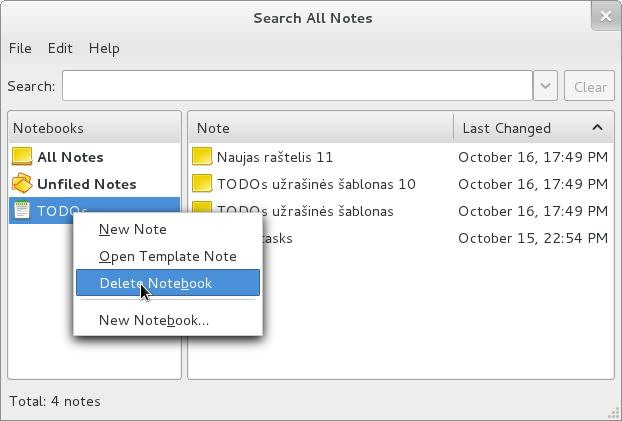 Search All Notes
File Edit Help
Search: Clear
Notebooks
All Notes
Unfiled Notes
TODOs
Note Last Changed
Naujas raštelis 11 October 16, 17:49 PM
TODOs užrašinės šablonas 10 October 16, 17:49 PM
TODOs užrašinės šablonas October 16, 17:49 PM
tasks October 15, 22:54 PM
New Note
Open Template Note
Delete Notebook
New Notebook...
Total: 4 notes